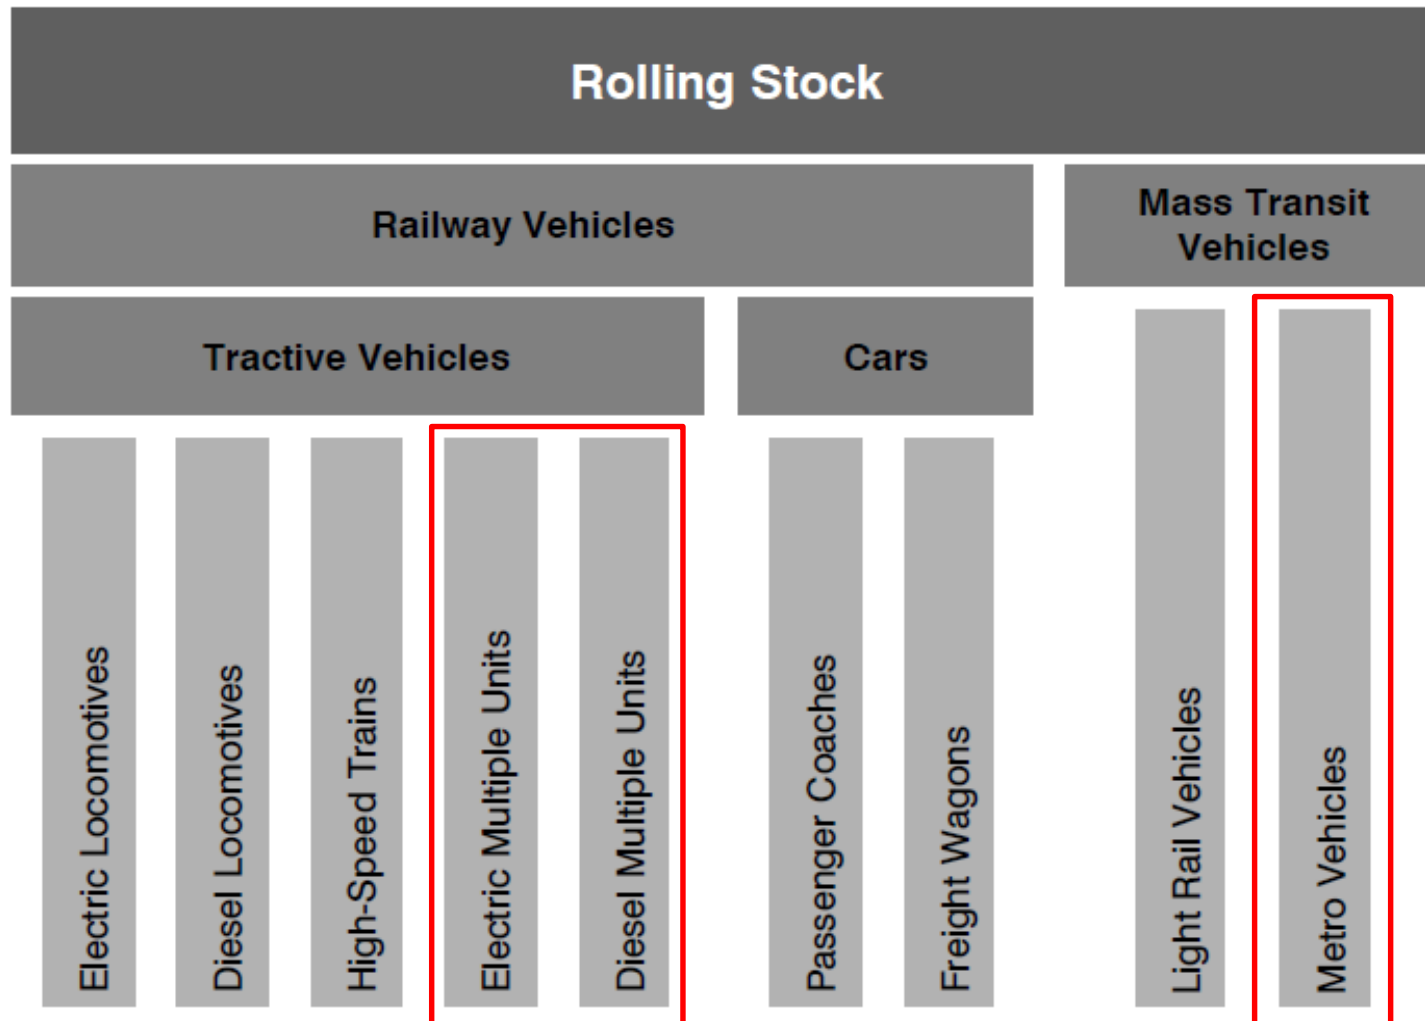 Rolling Stock
Railway Vehicles
Mass Transit
Vehicles
Tractive Vehicles
Cars
Electric Locomotives
Diesel Locomotives
High-Speed Trains
Electric Multiple Units
Diesel Multiple Units
Passenger Coaches
Freight Wagons
Light Rail Vehicles
Metro Vehicles